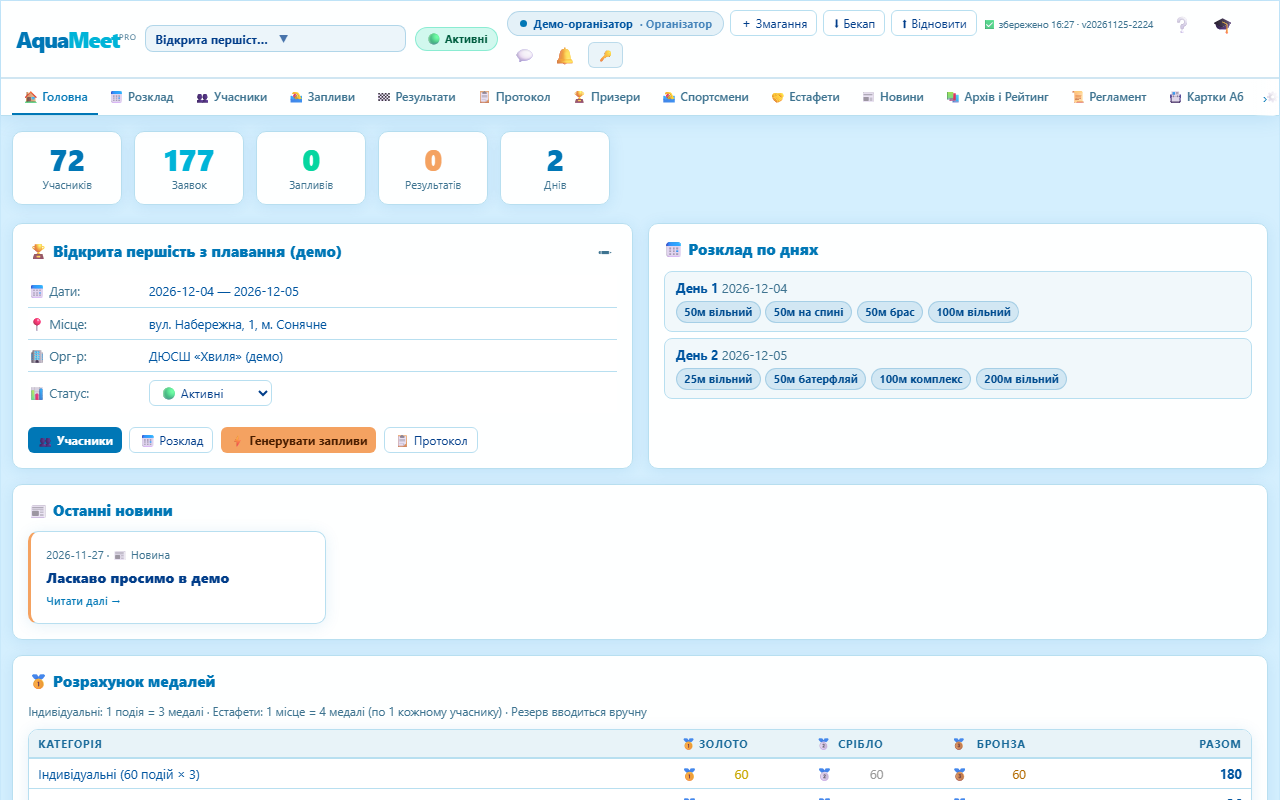 AquaMeet PRO
Відкрита першіст... ▼
Активні
Демо-організатор · Організатор
+ Змагання
⬇ Бекап
⬆ Відновити
✅ збережено 16:27 · v20261125-2224
Головна
Розклад
Учасники
Запливи
Результати
Протокол
Призери
Спортсмени
Естафети
Новини
Архів і Рейтинг
Регламент
Картки А6
72
Учасників
177
Заявок
0
Запливів
0
Результатів
2
Днів
Відкрита першість з плавання (демо)
Дати: 2026-12-04 — 2026-12-05
Місце: вул. Набережна, 1, м. Сонячне
Орг-р: ДЮСШ «Хвиля» (демо)
Статус: Активні
Учасники
Розклад
Генерувати запливи
Протокол
Розклад по днях
День 1 2026-12-04
50м вільний 50м на спині 50м брас 100м вільний
День 2 2026-12-05
25м вільний 50м батерфляй 100м комплекс 200м вільний
Останні новини
2026-11-27 · Новина
Ласкаво просимо в демо
Читати далі →
Розрахунок медалей
Індивідуальні: 1 подія = 3 медалі · Естафети: 1 місце = 4 медалі (по 1 кожному учаснику) · Резерв вводиться вручну
КАТЕГОРІЯ ЗОЛОТО СРІБЛО БРОНЗА РАЗОМ
Індивідуальні (60 подій × 3) 60 60 60 180